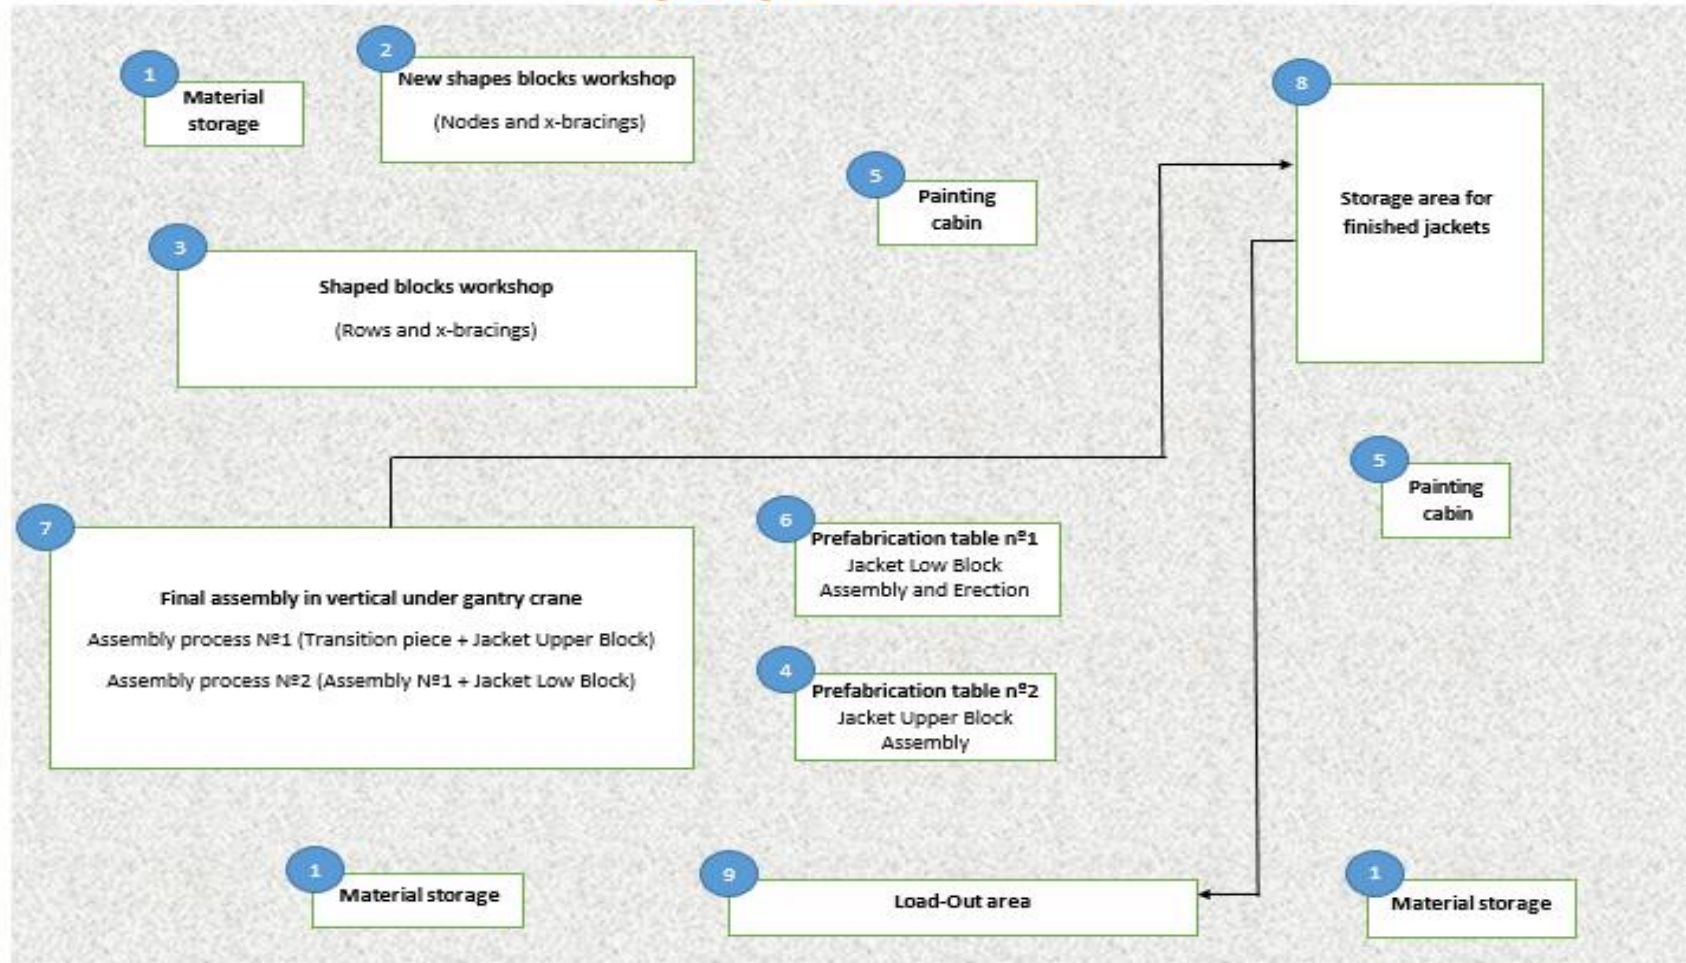 1
Material
storage
2
New shapes blocks workshop
(Nodes and x-bracings)
8
Storage area for
finished jackets
5
Painting
cabin
3
Shaped blocks workshop
(Rows and x-bracings)
5
Painting
cabin
7
Final assembly in vertical under gantry crane
Assembly process Nº1 (Transition piece + Jacket Upper Block)
Assembly process Nº2 (Assembly Nº1 + Jacket Low Block)
6
Prefabrication table nº1
Jacket Low Block
Assembly and Erection
4
Prefabrication table nº2
Jacket Upper Block
Assembly
1
Material storage
9
Load-Out area
1
Material storage